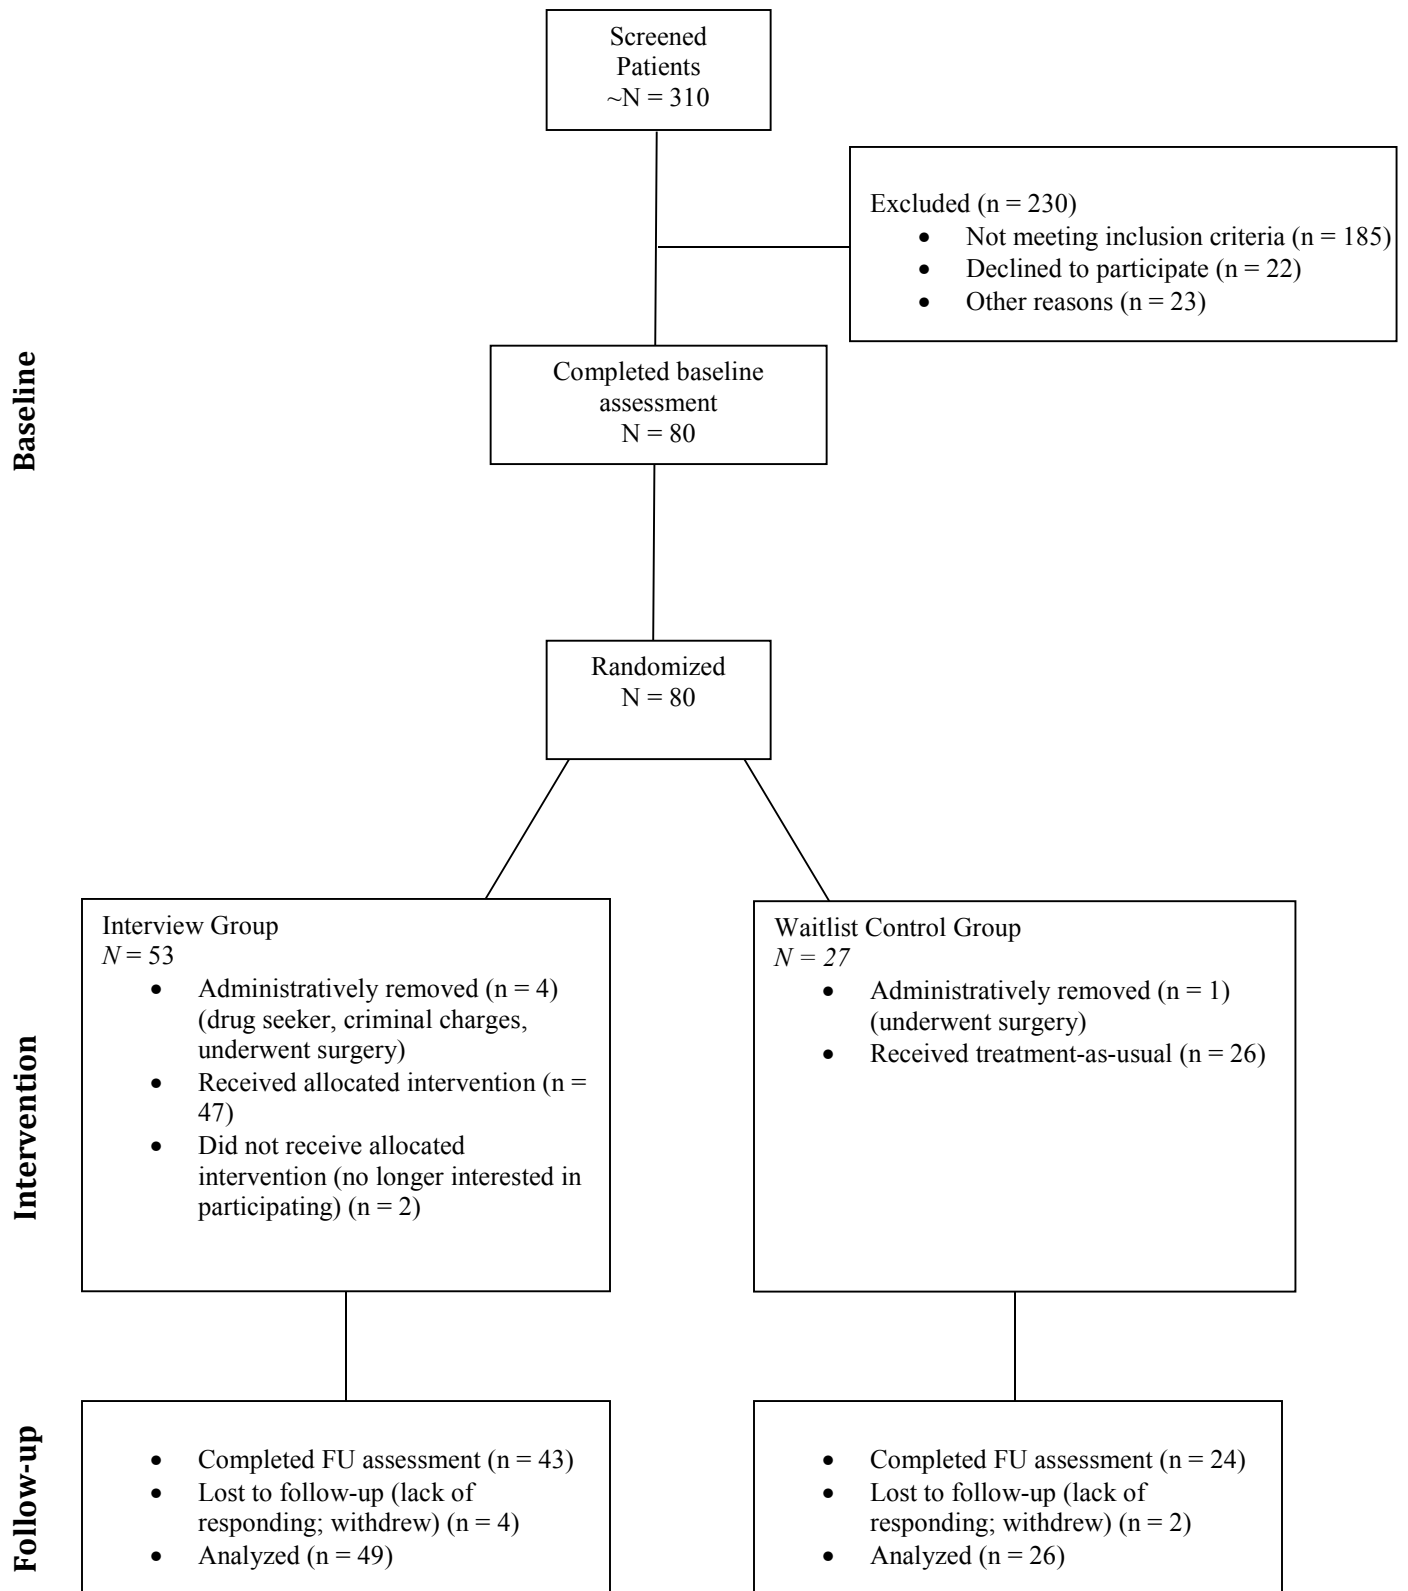 Screened
Patients
~N = 310
Excluded (n = 230)
• Not meeting inclusion criteria (n = 185)
• Declined to participate (n = 22)
• Other reasons (n = 23)
Baseline
Completed baseline
assessment
N = 80
Randomized
N = 80
Intervention
Interview Group
N = 53
• Administratively removed (n = 4)
(drug seeker, criminal charges,
underwent surgery)
• Received allocated intervention (n =
47)
• Did not receive allocated
intervention (no longer interested in
participating) (n = 2)
Waitlist Control Group
N = 27
• Administratively removed (n = 1)
(underwent surgery)
• Received treatment-as-usual (n = 26)
Follow-up
• Completed FU assessment (n = 43)
• Lost to follow-up (lack of
responding; withdrew) (n = 4)
• Analyzed (n = 49)
• Completed FU assessment (n = 24)
• Lost to follow-up (lack of
responding; withdrew) (n = 2)
• Analyzed (n = 26)